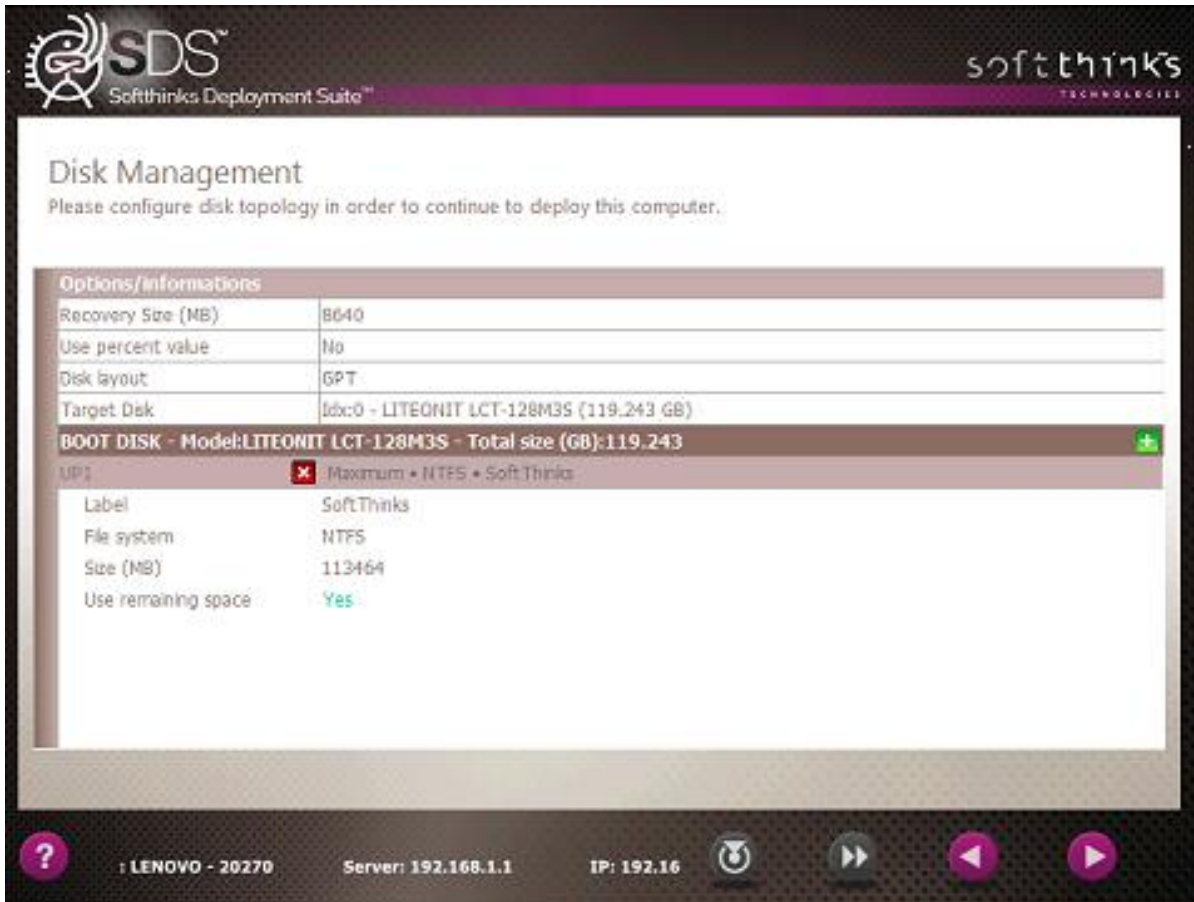 SDS™
Softthinks Deployment Suite™
softthinks
TECHNOLOGIES
Disk Management
Please configure disk topology in order to continue to deploy this computer.
Options/informations
Recovery Size (MB) 8640
Use percent value No
Disk layout GPT
Target Disk Idx:0 - LITEONIT LCT-128M3S (119.243 GB)
BOOT DISK - Model:LITEONIT LCT-128M3S - Total size (GB):119.243
UP1 Maximum • NTFS • SoftThinks
Label SoftThinks
File system NTFS
Size (MB) 113464
Use remaining space Yes
? : LENOVO - 20270 Server: 192.168.1.1 IP: 192.16